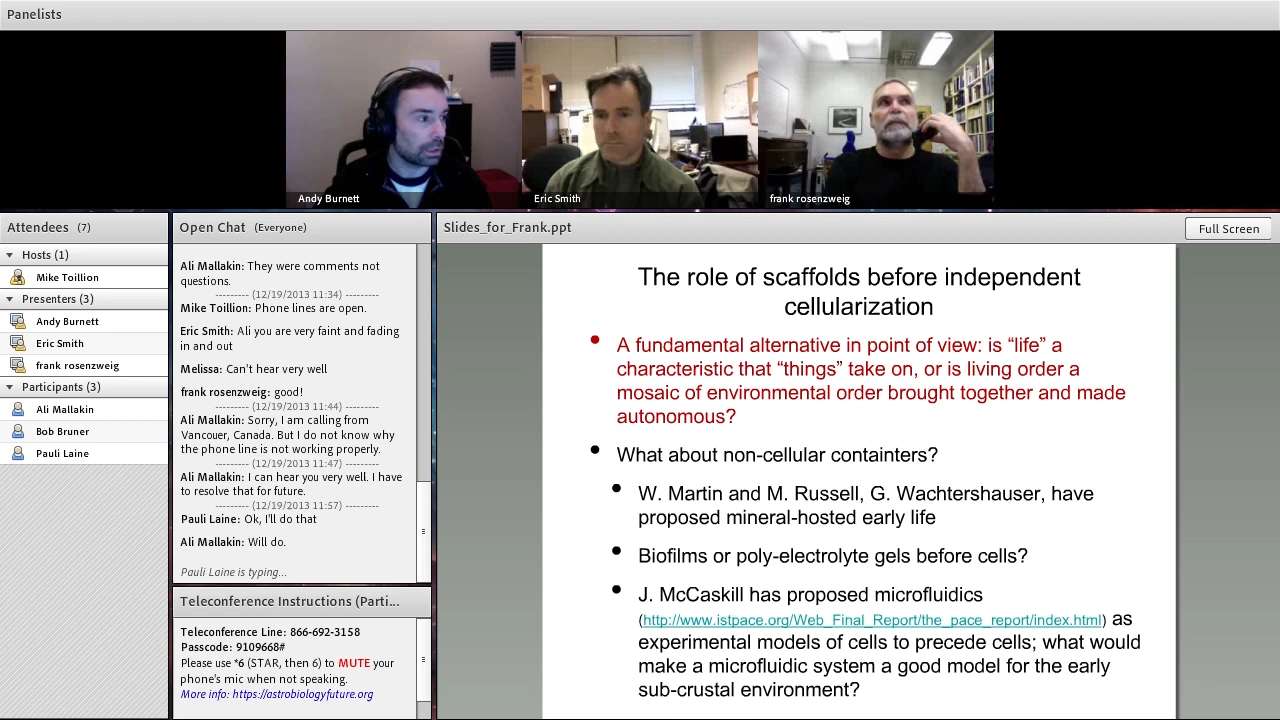 Panelists
Andy Burnett
Eric Smith
frank rosenzweig
Attendees (7)
Hosts (1)
Mike Toillion
Presenters (3)
Andy Burnett
Eric Smith
frank rosenzweig
Participants (3)
Ali Mallakin
Bob Bruner
Pauli Laine
Open Chat (Everyone)
Ali Mallakin: They were comments not
questions.
--------- (12/19/2013 11:34) ---------
Mike Toillion: Phone lines are open.
Eric Smith: Ali you are very faint and fading
in and out
Melissa: Can't hear very well
frank rosenzweig: good!
--------- (12/19/2013 11:44) ---------
Ali Mallakin: Sorry, I am calling from
Vancouer, Canada. But I do not know why
the phone line is not working properly.
--------- (12/19/2013 11:47) ---------
Ali Mallakin: I can hear you very well. I have
to resolve that for future.
--------- (12/19/2013 11:57) ---------
Pauli Laine: Ok, I'll do that
Ali Mallakin: Will do.
Pauli Laine is typing...
Teleconference Instructions (Parti...
Teleconference Line: 866-692-3158
Passcode: 9109668#
Please use *6 (STAR, then 6) to MUTE your
phone's mic when not speaking.
More info: https://astrobiologyfuture.org
Slides_for_Frank.ppt
Full Screen
The role of scaffolds before independent
cellularization
• A fundamental alternative in point of view: is “life” a
characteristic that “things” take on, or is living order a
mosaic of environmental order brought together and made
autonomous?
• What about non-cellular containters?
• W. Martin and M. Russell, G. Wachtershauser, have
proposed mineral-hosted early life
• Biofilms or poly-electrolyte gels before cells?
• J. McCaskill has proposed microfluidics
(http://www.istpace.org/Web_Final_Report/the_pace_report/index.html) as
experimental models of cells to precede cells; what would
make a microfluidic system a good model for the early
sub-crustal environment?